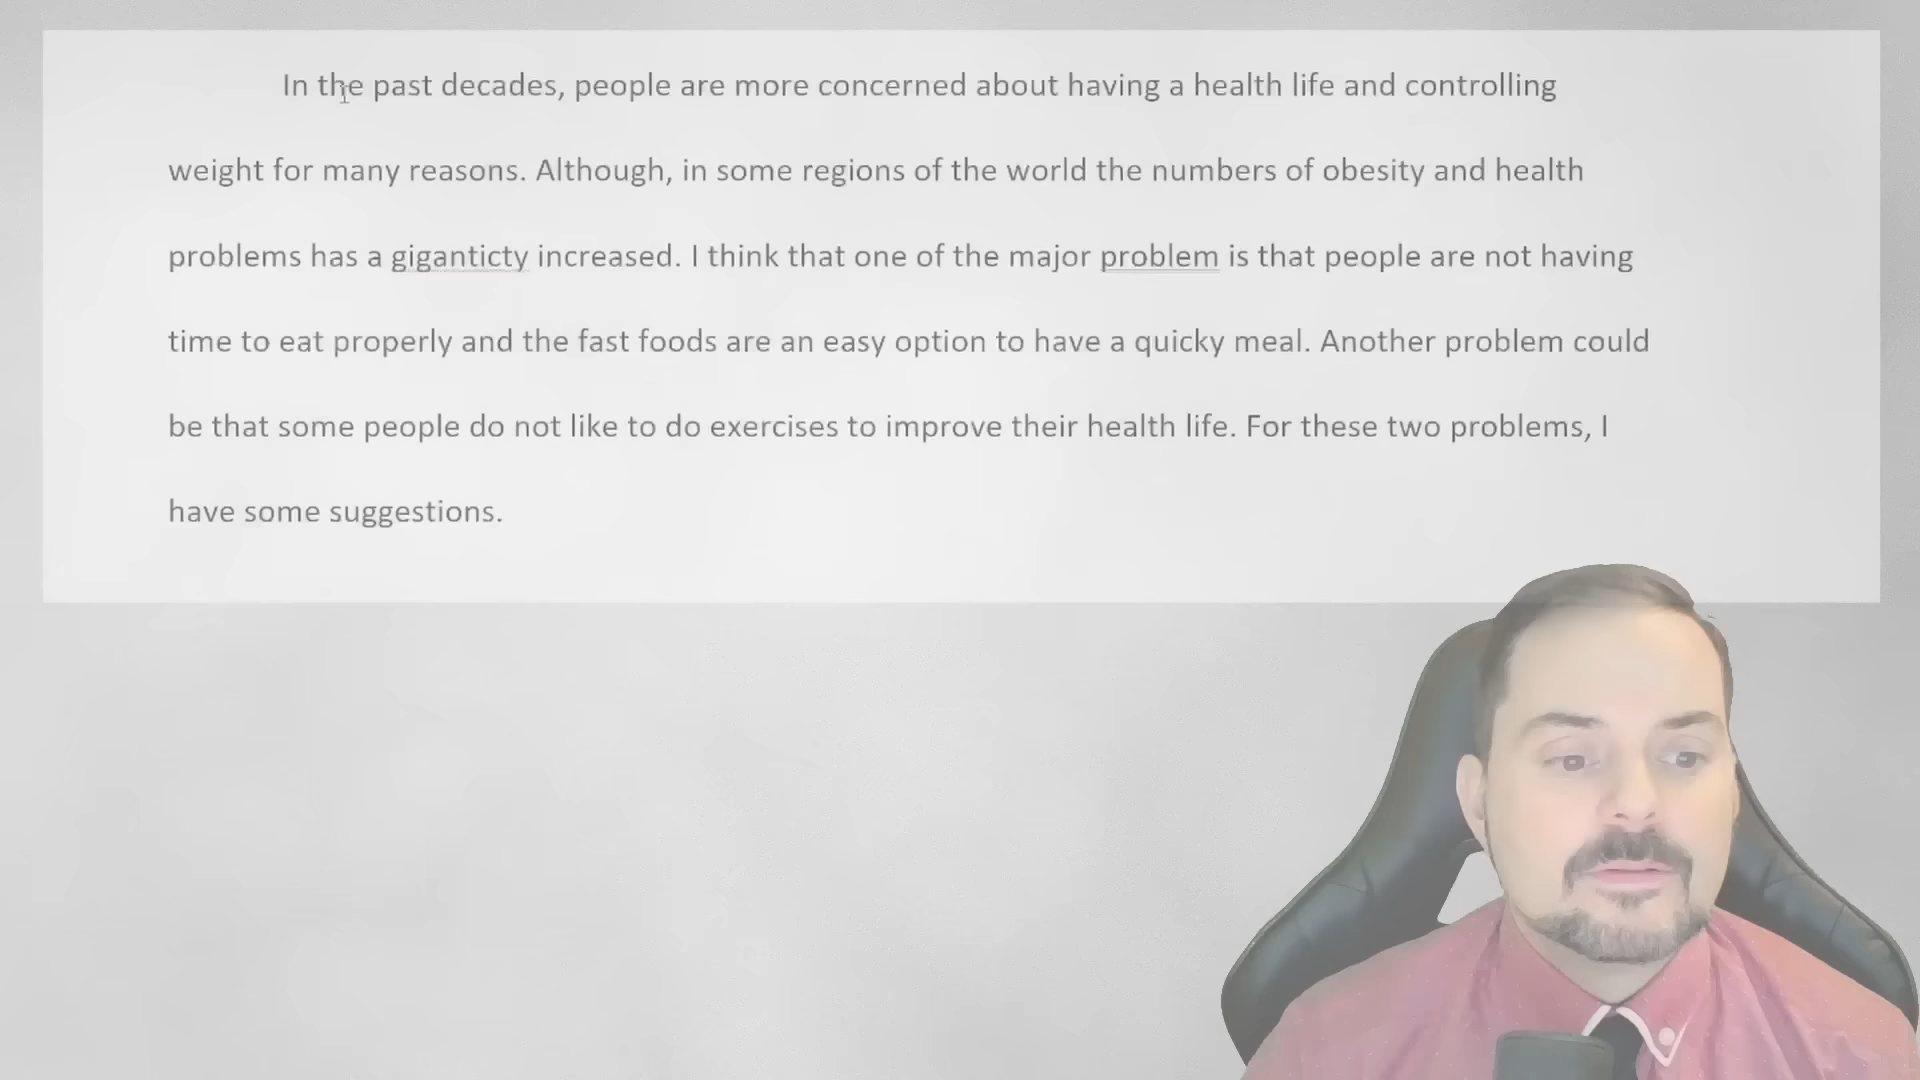 In the past decades, people are more concerned about having a health life and controlling
weight for many reasons. Although, in some regions of the world the numbers of obesity and health
problems has a giganticty increased. I think that one of the major problem is that people are not having
time to eat properly and the fast foods are an easy option to have a quicky meal. Another problem could
be that some people do not like to do exercises to improve their health life. For these two problems, I
have some suggestions.